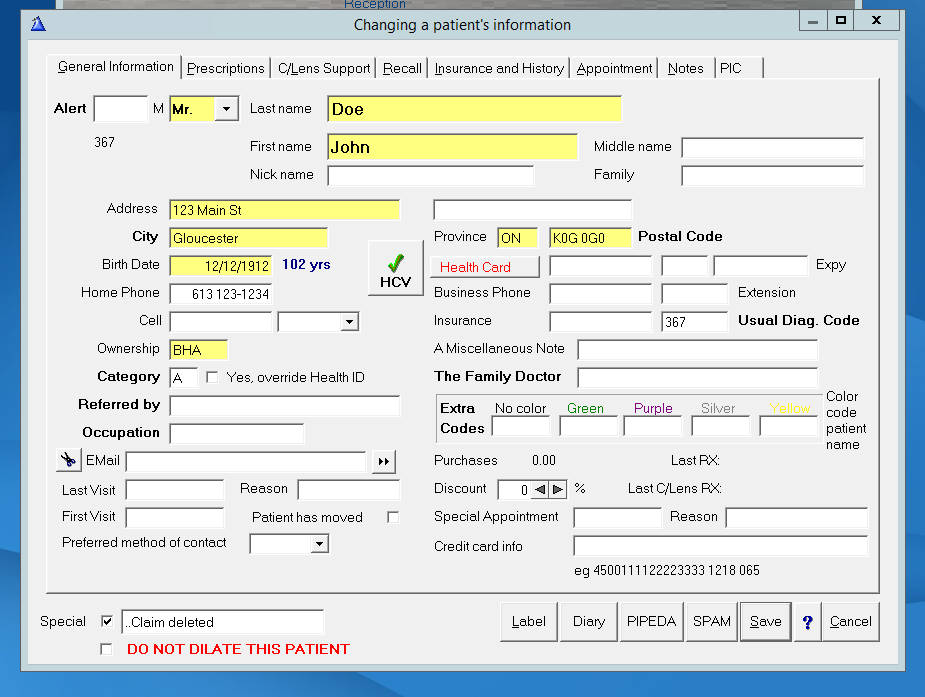 Reception
Changing a patient's information
General Information Prescriptions C/Lens Support Recall Insurance and History Appointment Notes PIC
Alert M Mr. Last name Doe
367 First name John Middle name
Nick name Family
Address 123 Main St
City Gloucester Province ON K0G 0G0 Postal Code
Birth Date 12/12/1912 102 yrs HCV Health Card Expy
Home Phone 613 123-1234 Business Phone Extension
Cell Insurance 367 Usual Diag. Code
Ownership BHA A Miscellaneous Note
Category A Yes, override Health ID The Family Doctor
Referred by Extra Codes No color Green Purple Silver Yellow Color code patient name
Occupation
EMail Purchases 0.00 Last RX:
Last Visit Reason Discount 0 % Last C/Lens RX:
First Visit Patient has moved Special Appointment Reason
Preferred method of contact Credit card info
eg 4500111122223333 1218 065
Special ..Claim deleted Label Diary PIPEDA SPAM Save ? Cancel
DO NOT DILATE THIS PATIENT